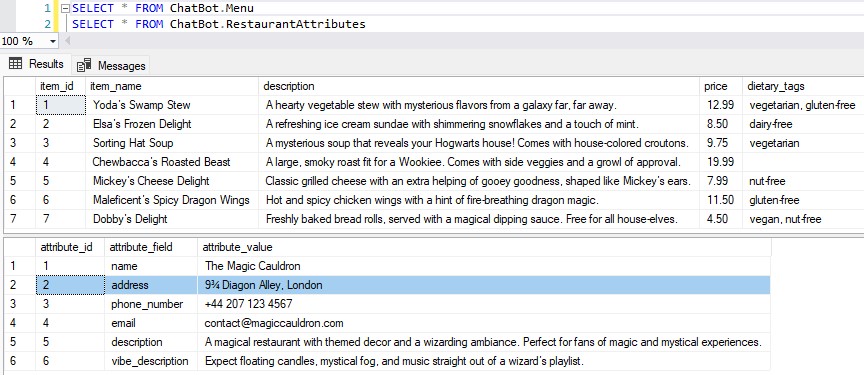 1 SELECT * FROM ChatBot.Menu
2 SELECT * FROM ChatBot.RestaurantAttributes
100 %
Results Messages
item_id item_name description price dietary_tags
1 1 Yoda's Swamp Stew A hearty vegetable stew with mysterious flavors from a galaxy far, far away. 12.99 vegetarian, gluten-free
2 2 Elsa's Frozen Delight A refreshing ice cream sundae with shimmering snowflakes and a touch of mint. 8.50 dairy-free
3 3 Sorting Hat Soup A mysterious soup that reveals your Hogwarts house! Comes with house-colored croutons. 9.75 vegetarian
4 4 Chewbacca's Roasted Beast A large, smoky roast fit for a Wookiee. Comes with side veggies and a growl of approval. 19.99
5 5 Mickey's Cheese Delight Classic grilled cheese with an extra helping of gooey goodness, shaped like Mickey's ears. 7.99 nut-free
6 6 Maleficent's Spicy Dragon Wings Hot and spicy chicken wings with a hint of fire-breathing dragon magic. 11.50 gluten-free
7 7 Dobby's Delight Freshly baked bread rolls, served with a magical dipping sauce. Free for all house-elves. 4.50 vegan, nut-free
attribute_id attribute_field attribute_value
1 1 name The Magic Cauldron
2 2 address 9¾ Diagon Alley, London
3 3 phone_number +44 207 123 4567
4 4 email contact@magiccauldron.com
5 5 description A magical restaurant with themed decor and a wizarding ambiance. Perfect for fans of magic and mystical experiences.
6 6 vibe_description Expect floating candles, mystical fog, and music straight out of a wizard's playlist.